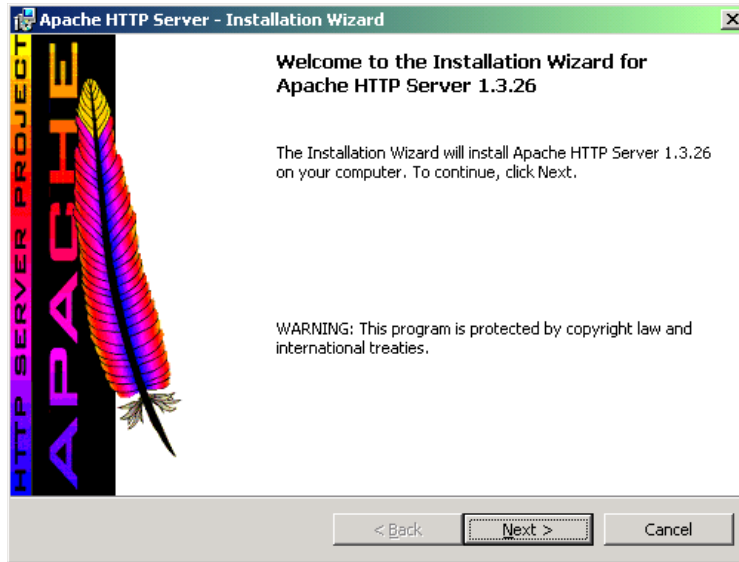 Apache HTTP Server - Installation Wizard
HTTP SERVER PROJECT
APACHE
Welcome to the Installation Wizard for
Apache HTTP Server 1.3.26
The Installation Wizard will install Apache HTTP Server 1.3.26
on your computer. To continue, click Next.
WARNING: This program is protected by copyright law and
international treaties.
< Back
Next >
Cancel